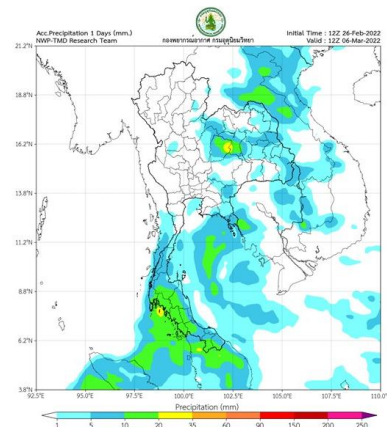 Acc.Precipitation 1 Days (mm.)
NWP-TMD Research Team
กองพยากรณ์อากาศ กรมอุตุนิยมวิทยา
Initial Time : 12Z 26-Feb-2022
Valid : 12Z 06-Mar-2022
21.2°N
18.8°N
16.2°N
13.8°N
11.2°N
8.8°N
6.2°N
3.8°N
92.5°E 95.0°E 97.5°E 100.0°E 102.5°E 105.0°E 107.5°E 110.0°E
Precipitation (mm)
1 5 10 20 35 60 90 150 200 250